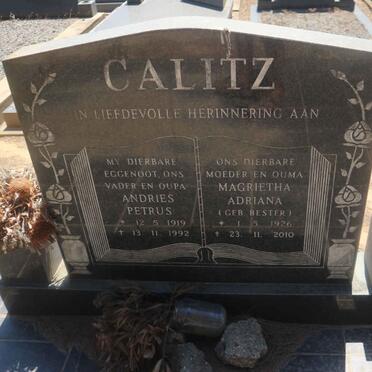 CALITZ
IN LIEFDEVOLLE HERINNERING AAN
MY DIERBARE
EGGENOOT, ONS
VADER EN OUPA
ANDRIES
PETRUS
* 12. 5. 1919
† 13. 11. 1992
ONS DIERBARE
MOEDER EN OUMA
MAGRIETHA
ADRIANA
(GEB. BESTER)
5. 1926
† 23. 11. 2010